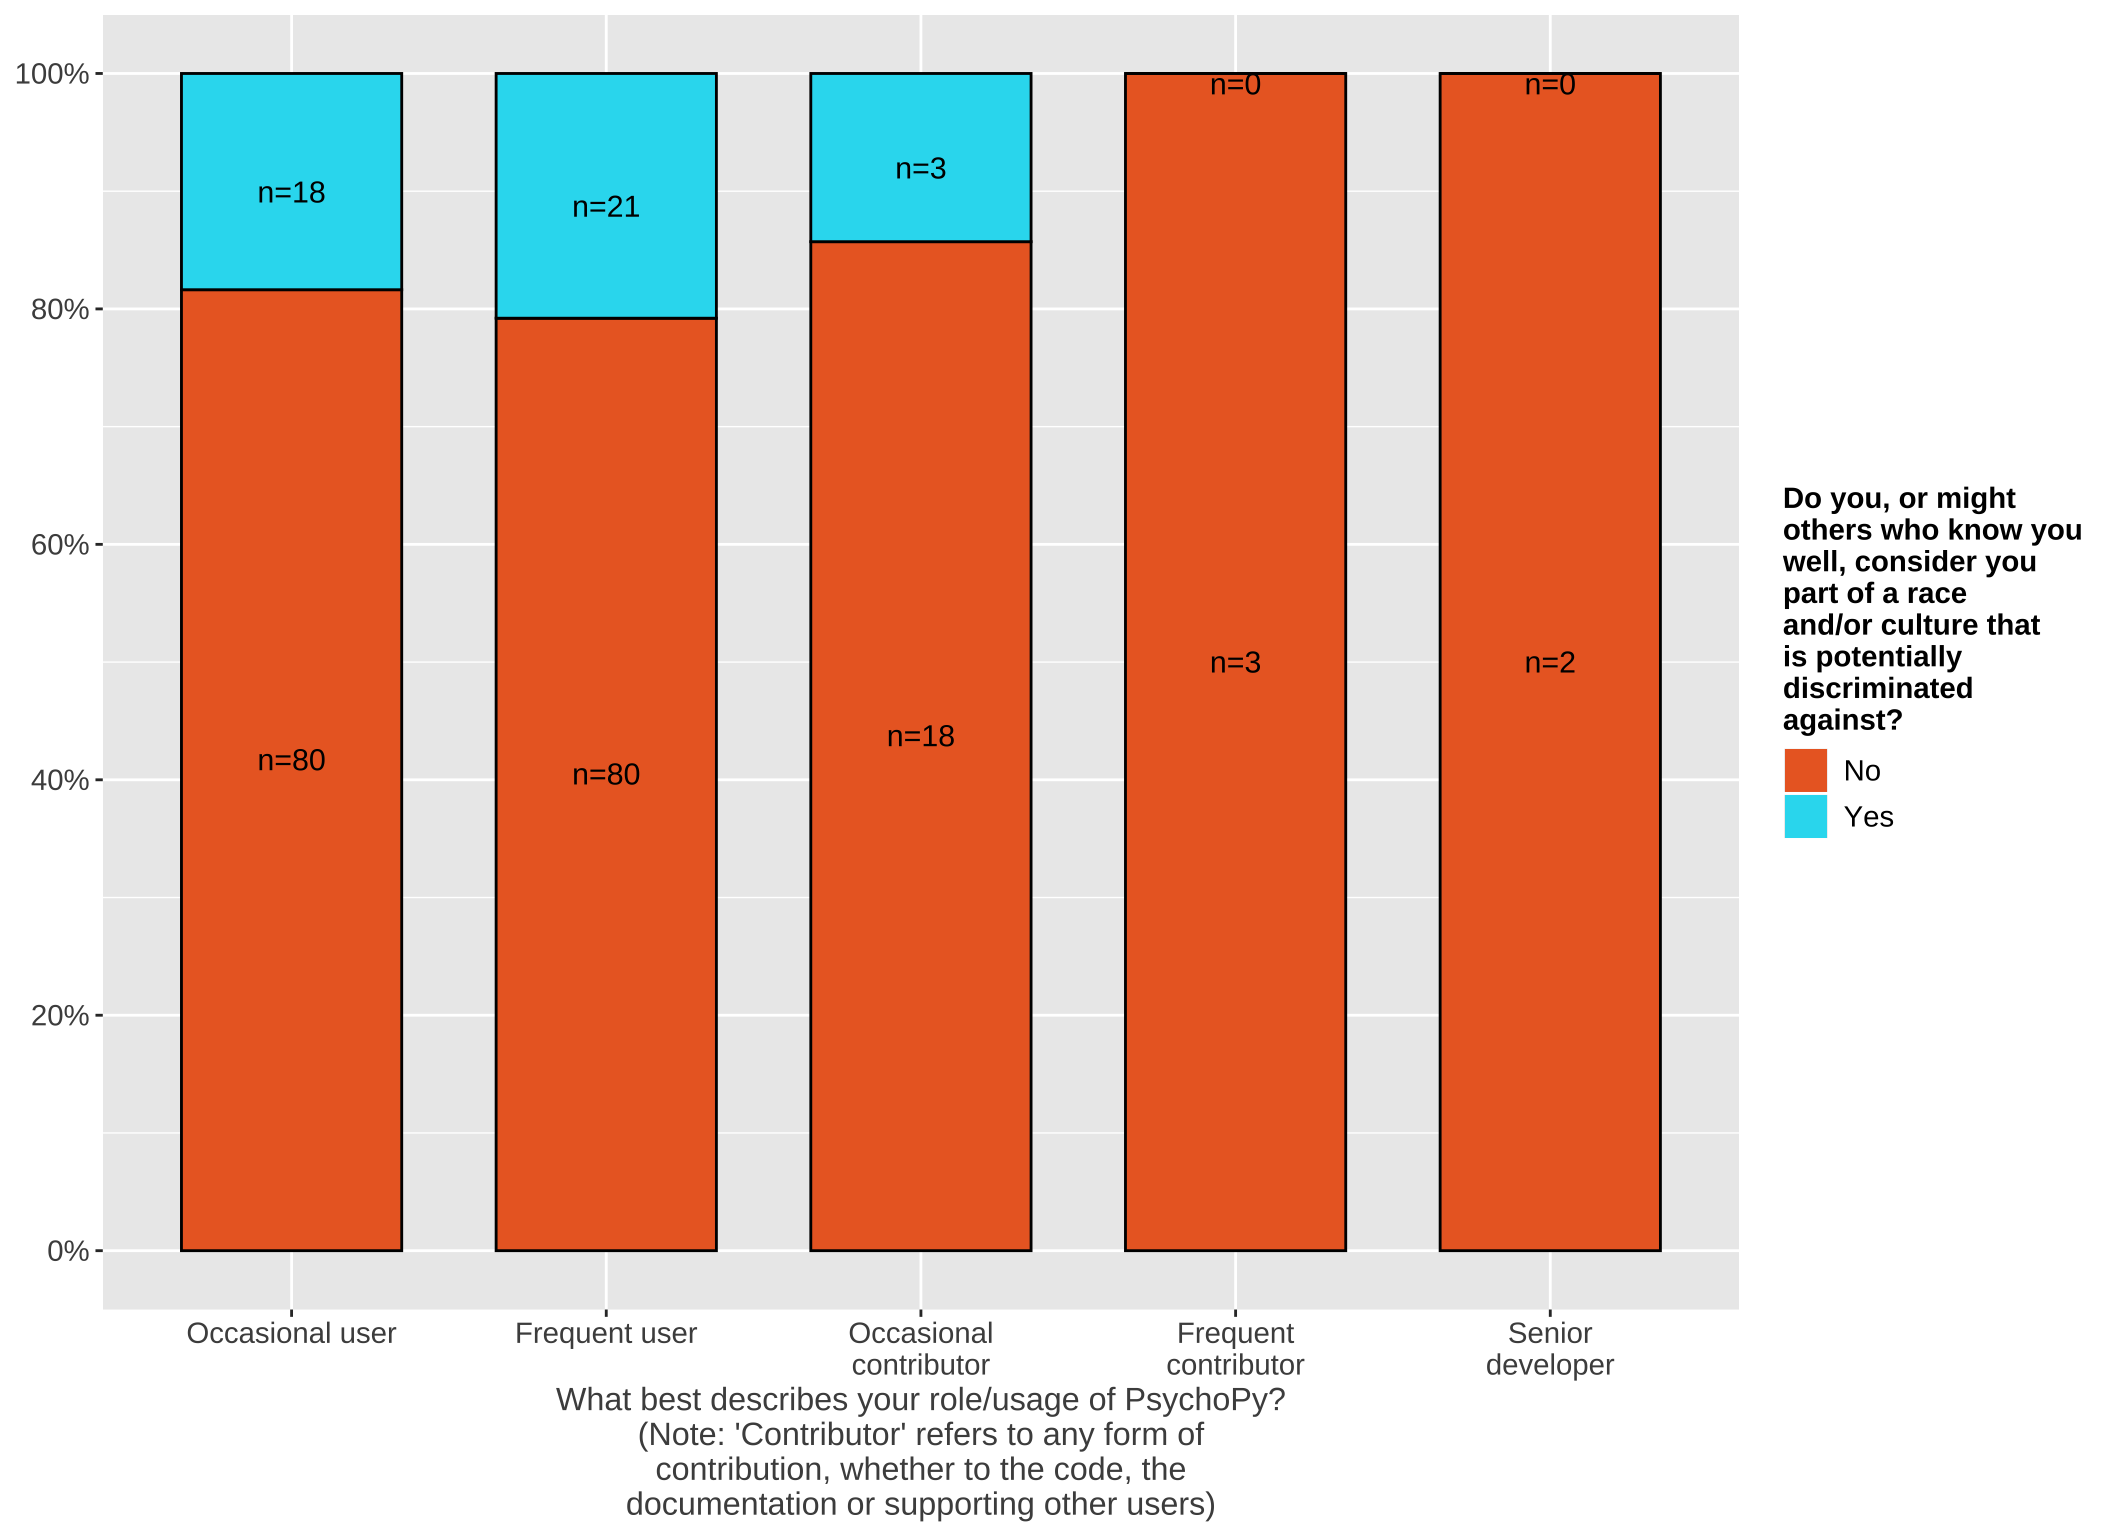 100%
80%
60%
40%
20%
0%
n=18
n=21
n=3
n=0
n=0
n=80
n=80
n=18
n=3
n=2
Occasional user
Frequent user
Occasional
contributor
Frequent
contributor
Senior
developer
What best describes your role/usage of PsychoPy?
(Note: 'Contributor' refers to any form of
contribution, whether to the code, the
documentation or supporting other users)
Do you, or might
others who know you
well, consider you
part of a race
and/or culture that
is potentially
discriminated
against?
No
Yes